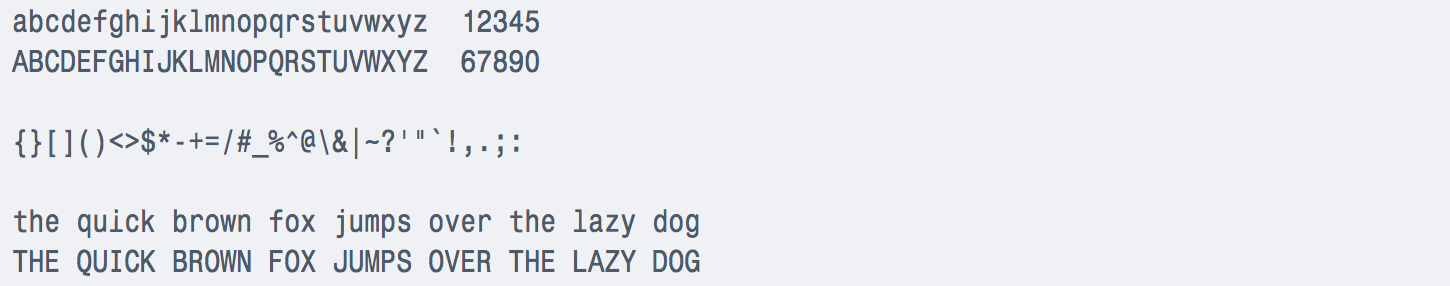 abcdefghijklmnopqrstuvwxyz  12345
ABCDEFGHIJKLMNOPQRSTUVWXYZ  67890
{}[]()<>$*-+=/#_%^@\&|~?'"`!,.;:
the quick brown fox jumps over the lazy dog
THE QUICK BROWN FOX JUMPS OVER THE LAZY DOG